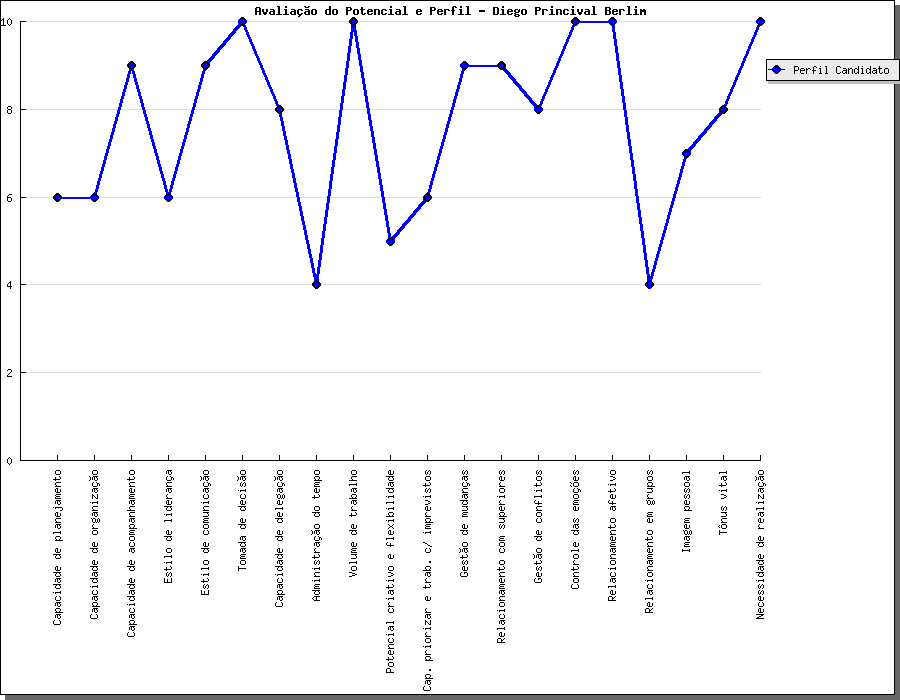 Avaliação do Potencial e Perfil - Diego Princival Berlim
Perfil Candidato
10
8
6
4
2
0
Capacidade de planejamento
Capacidade de organização
Capacidade de acompanhamento
Estilo de liderança
Estilo de comunicação
Tomada de decisão
Capacidade de delegação
Administração do tempo
Volume de trabalho
Potencial criativo e flexibilidade
Cap. priorizar e trab. c/ imprevistos
Gestão de mudanças
Relacionamento com superiores
Gestão de conflitos
Controle das emoções
Relacionamento afetivo
Relacionamento em grupos
Imagem pessoal
Tônus vital
Necessidade de realização